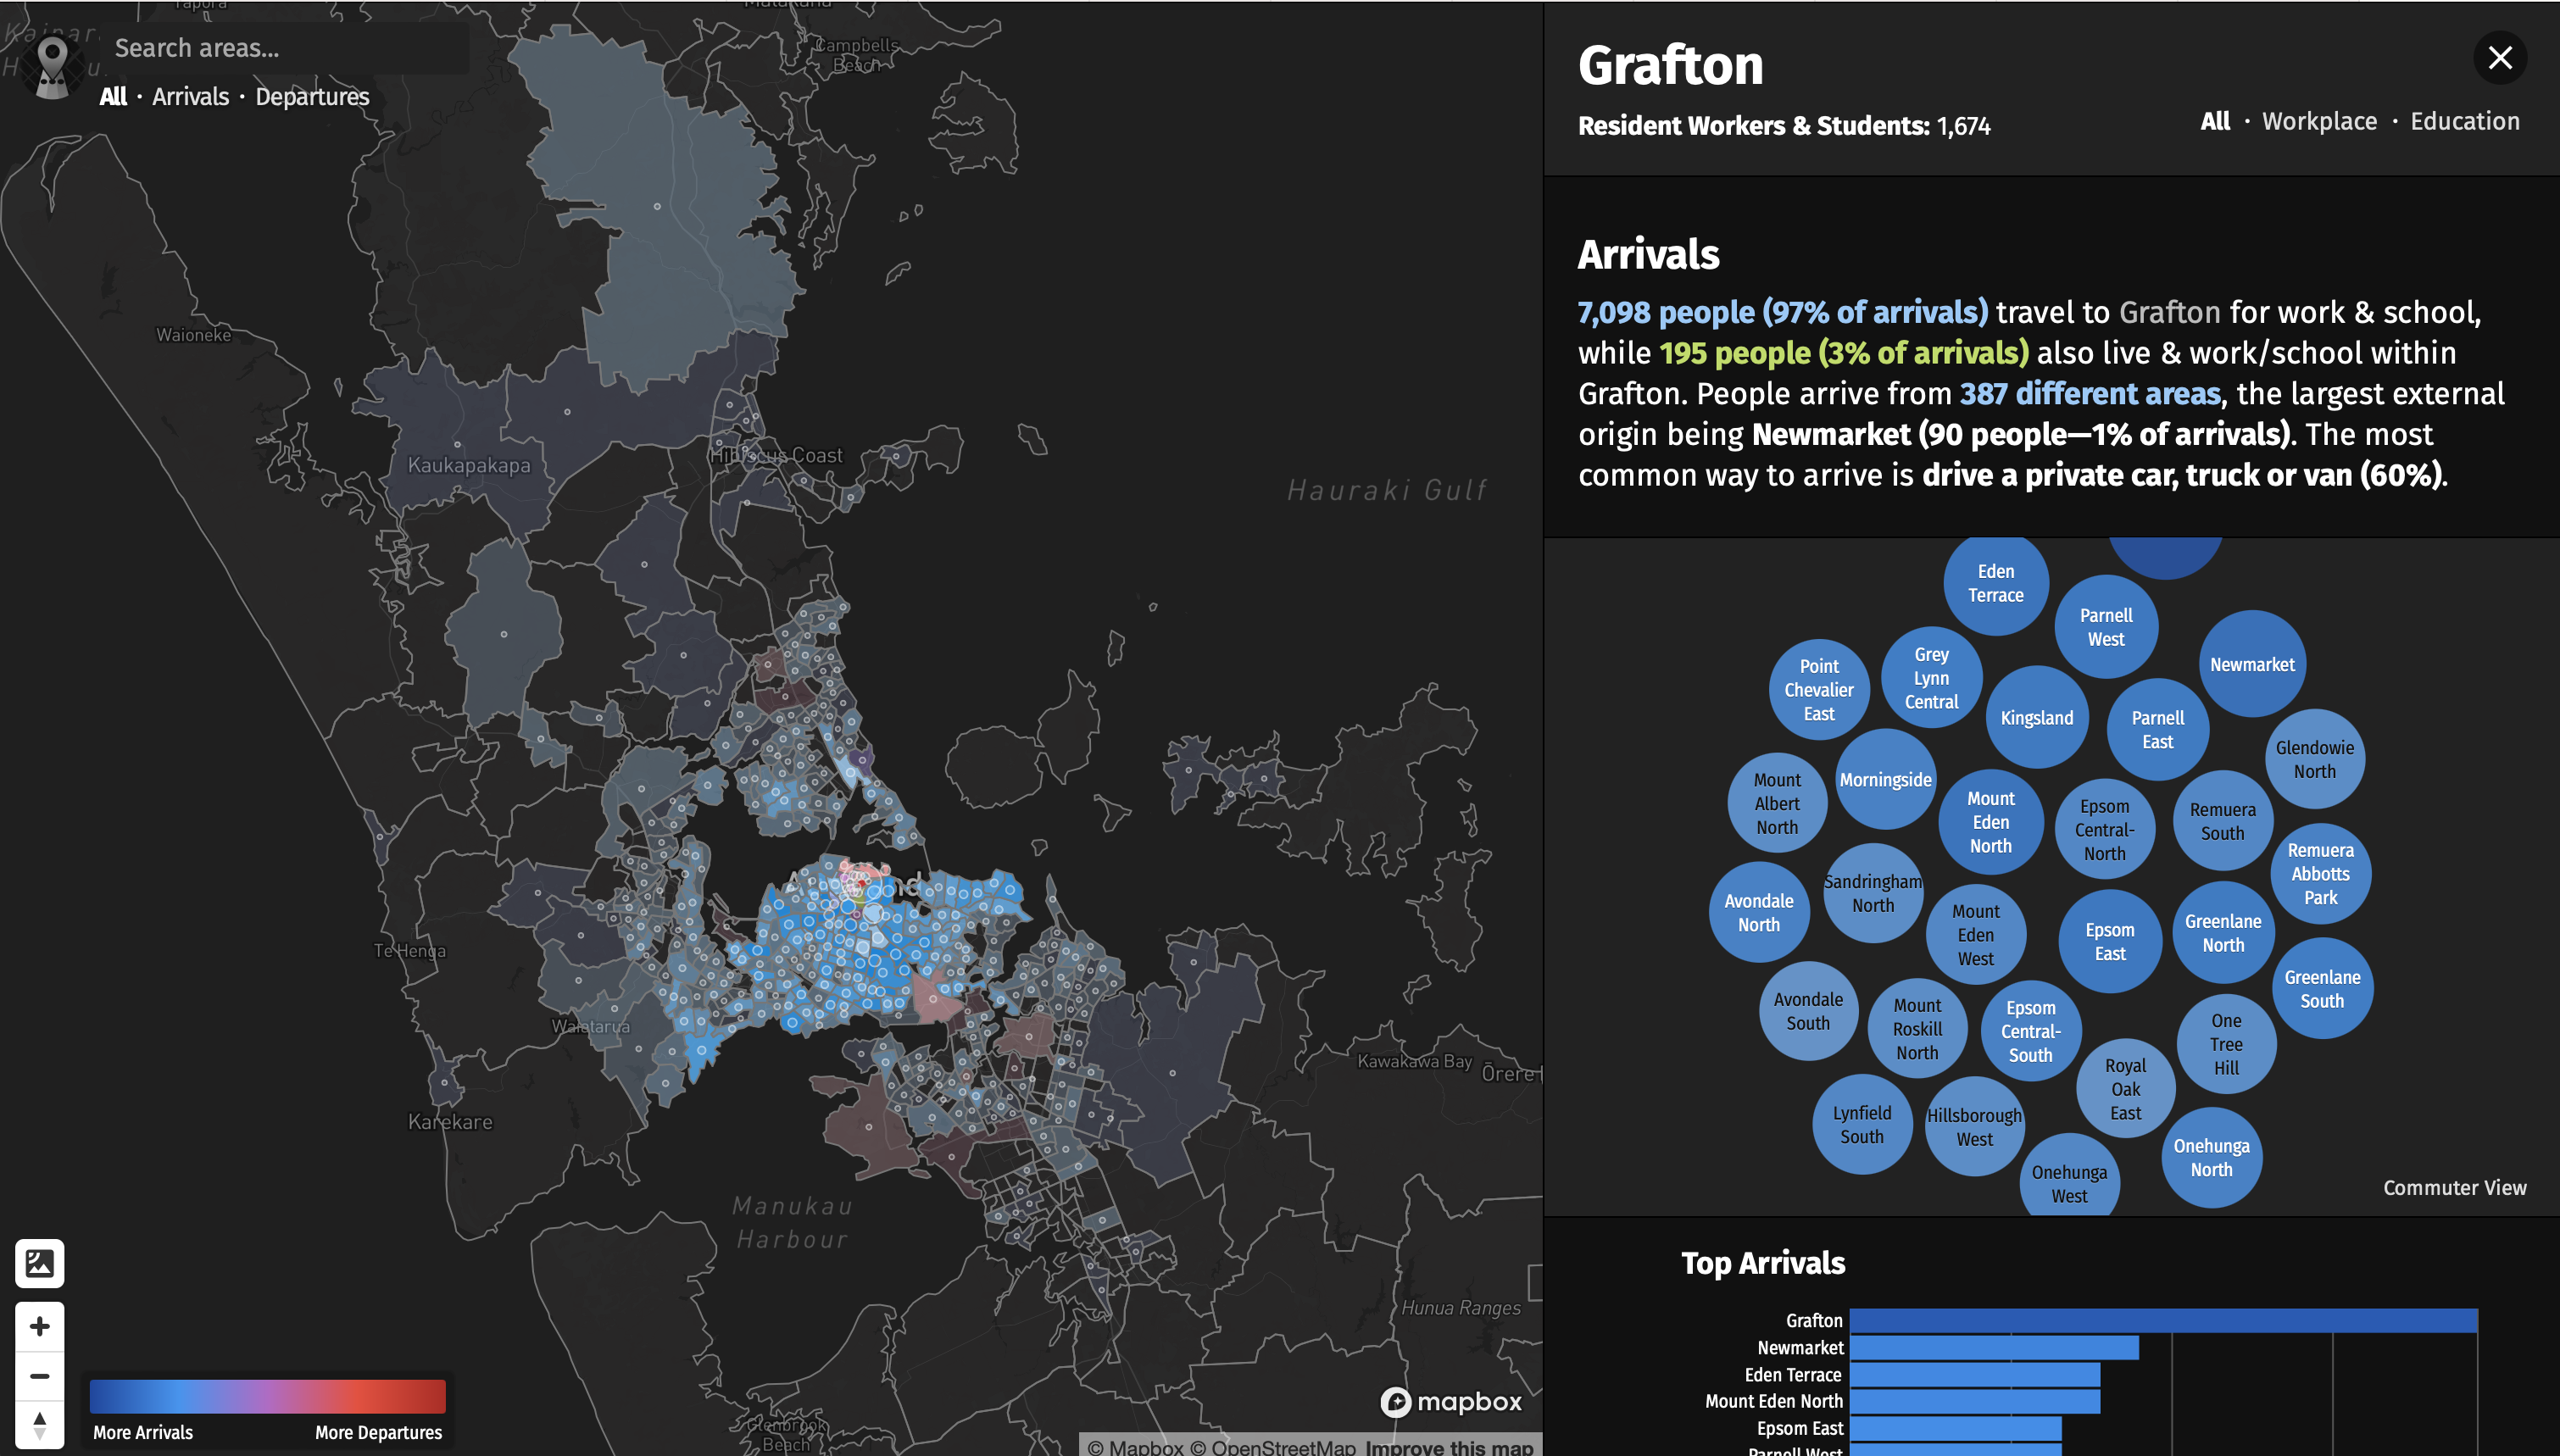 Tapora
Matakana
Campbells
Beach
Search areas...
All · Arrivals · Departures
Waioneke
Kaukapakapa
Hibiscus Coast
Hauraki Gulf
Te Henga
Waiatarua
Karekare
Kawakawa Bay
Manukau
Harbour
Hunua Ranges
Glenbrook
Beach
More Arrivals
More Departures
mapbox
© Mapbox © OpenStreetMap Improve this map
Grafton
Resident Workers & Students: 1,674
All · Workplace · Education
Arrivals
7,098 people (97% of arrivals) travel to Grafton for work & school,
while 195 people (3% of arrivals) also live & work/school within
Grafton. People arrive from 387 different areas, the largest external
origin being Newmarket (90 people—1% of arrivals). The most
common way to arrive is drive a private car, truck or van (60%).
Eden
Terrace
Parnell
West
Newmarket
Point
Chevalier
East
Grey
Lynn
Central
Kingsland
Parnell
East
Glendowie
North
Mount
Albert
North
Morningside
Mount
Eden
North
Epsom
Central-
North
Remuera
South
Remuera
Abbotts
Park
Avondale
North
Sandringham
North
Mount
Eden
West
Epsom
East
Greenlane
North
Greenlane
South
Avondale
South
Mount
Roskill
North
Epsom
Central-
South
One
Tree
Hill
Royal
Oak
East
Lynfield
South
Hillsborough
West
Onehunga
West
Onehunga
North
Commuter View
Top Arrivals
Grafton
Newmarket
Eden Terrace
Mount Eden North
Epsom East
Parnell West